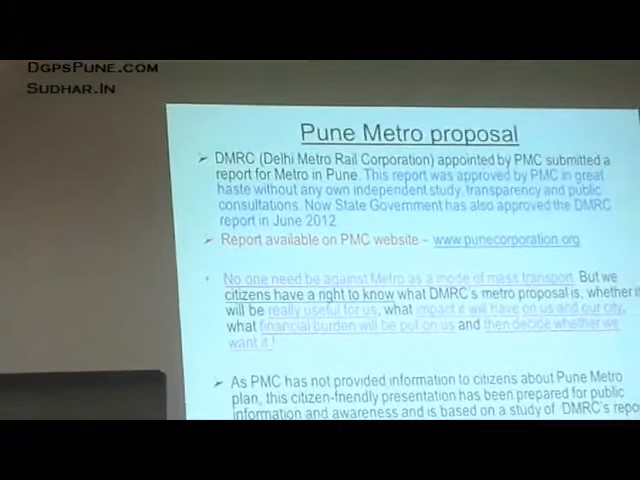 DGPSPUNE.COM
SUDHAR.IN
Pune Metro proposal
➢ DMRC (Delhi Metro Rail Corporation) appointed by PMC submitted a
report for Metro in Pune. This report was approved by PMC in great
haste without any own independent study, transparency and public
consultations. Now State Government has also approved the DMRC
report in June 2012.
➢ Report available on PMC website – www.punecorporation.org
• No one need be against Metro as a mode of mass transport. But we
citizens have a right to know what DMRC's metro proposal is, whether it
will be really useful for us, what impact it will have on us and our city,
what financial burden will be put on us and then decide whether we
want it !
➢ As PMC has not provided information to citizens about Pune Metro
plan, this citizen-friendly presentation has been prepared for public
information and awareness and is based on a study of DMRC's repo